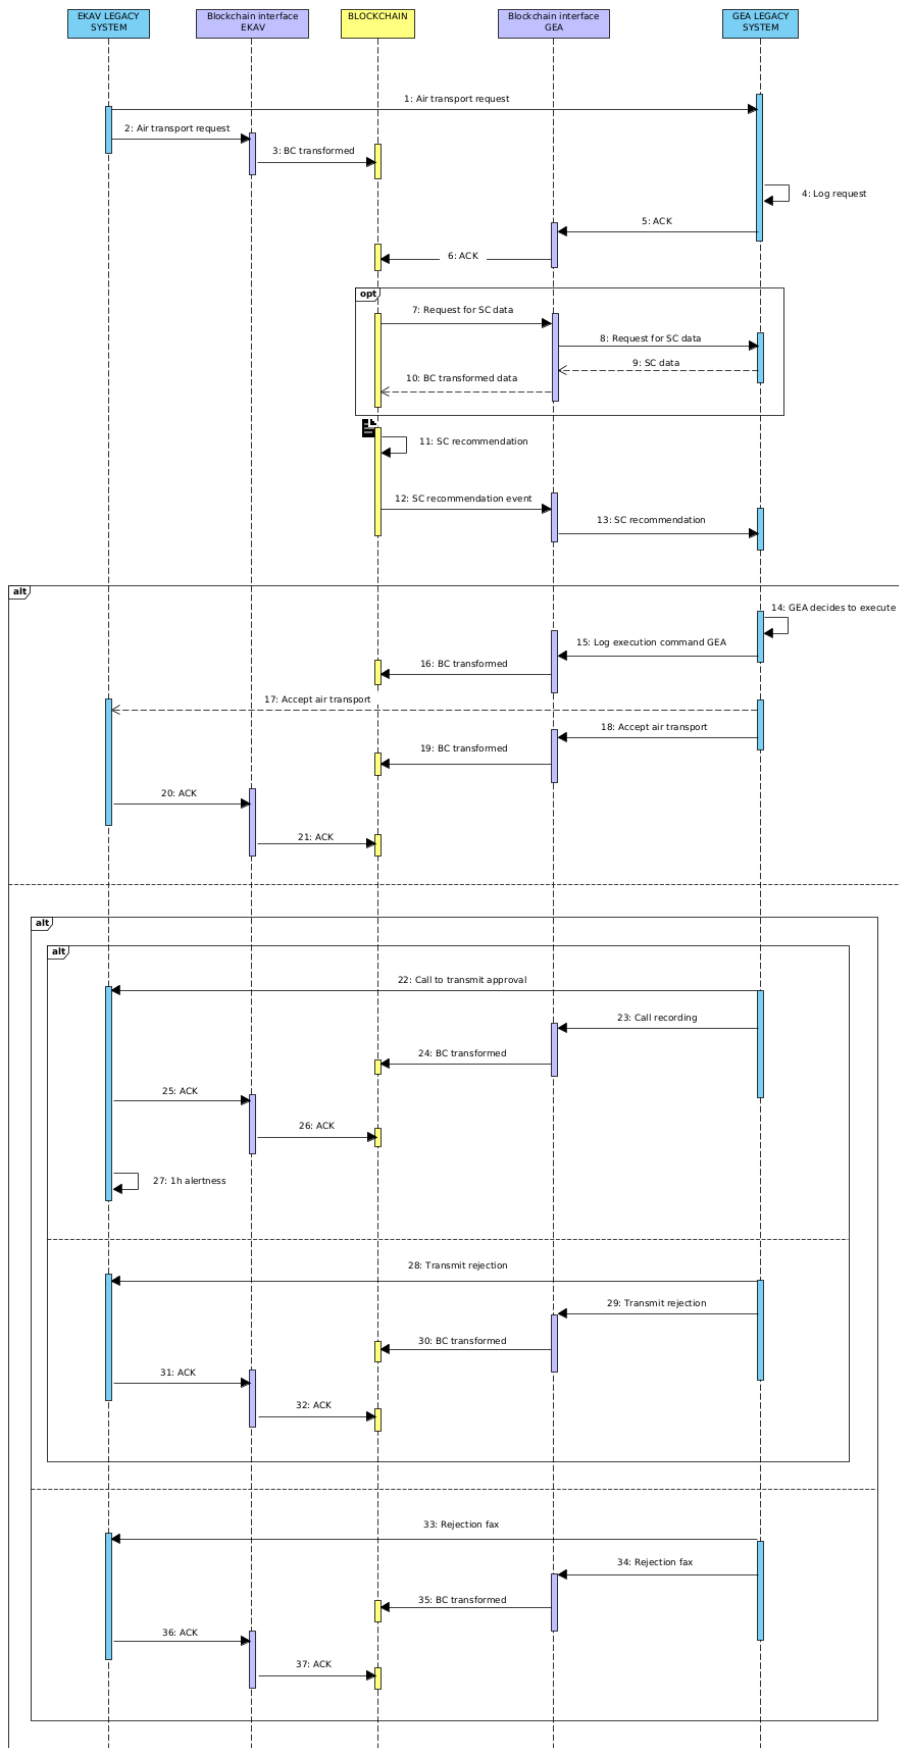 EKAV LEGACY
SYSTEM
Blockchain interface
EKAV
BLOCKCHAIN
Blockchain interface
GEA
GEA LEGACY
SYSTEM
1: Air transport request
2: Air transport request
3: BC transformed
4: Log request
5: ACK
6: ACK
opt
7: Request for SC data
8: Request for SC data
9: SC data
10: BC transformed data
11: SC recommendation
12: SC recommendation event
13: SC recommendation
alt
14: GEA decides to execute
15: Log execution command GEA
16: BC transformed
17: Accept air transport
18: Accept air transport
19: BC transformed
20: ACK
21: ACK
alt
alt
22: Call to transmit approval
23: Call recording
24: BC transformed
25: ACK
26: ACK
27: 1h alertness
28: Transmit rejection
29: Transmit rejection
30: BC transformed
31: ACK
32: ACK
33: Rejection fax
34: Rejection fax
35: BC transformed
36: ACK
37: ACK